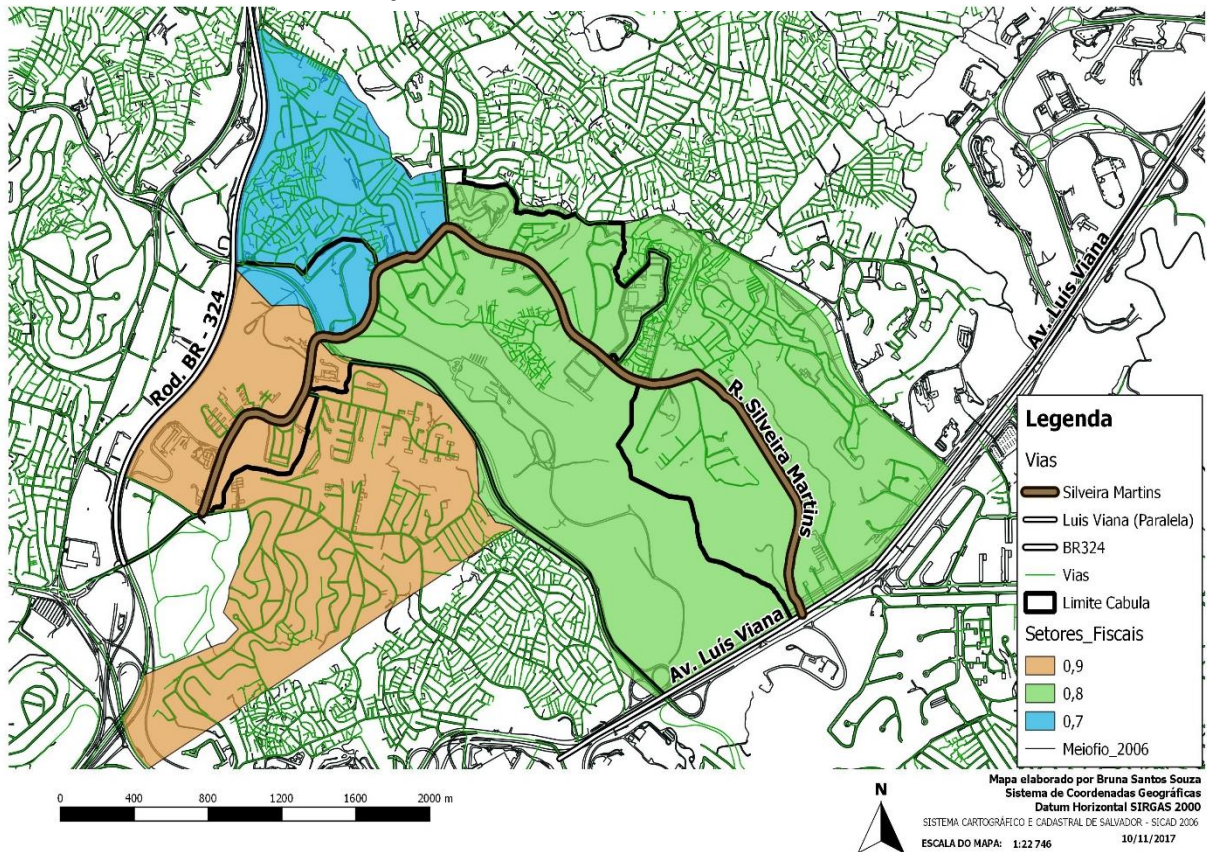 Rod. BR - 324
Av. Luís Viana
R. Silveira Martins
Av. Luís Viana
Legenda
Vias
Silveira Martins
Luis Viana (Paralela)
BR324
Vias
Limite Cabula
Setores_Fiscais
0,9
0,8
0,7
Meiofio_2006
0 400 800 1200 1600 2000 m
N
Mapa elaborado por Bruna Santos Souza
Sistema de Coordenadas Geográficas
Datum Horizontal SIRGAS 2000
SISTEMA CARTOGRÁFICO E CADASTRAL DE SALVADOR - SICAD 2006
ESCALA DO MAPA: 1:22 746
10/11/2017